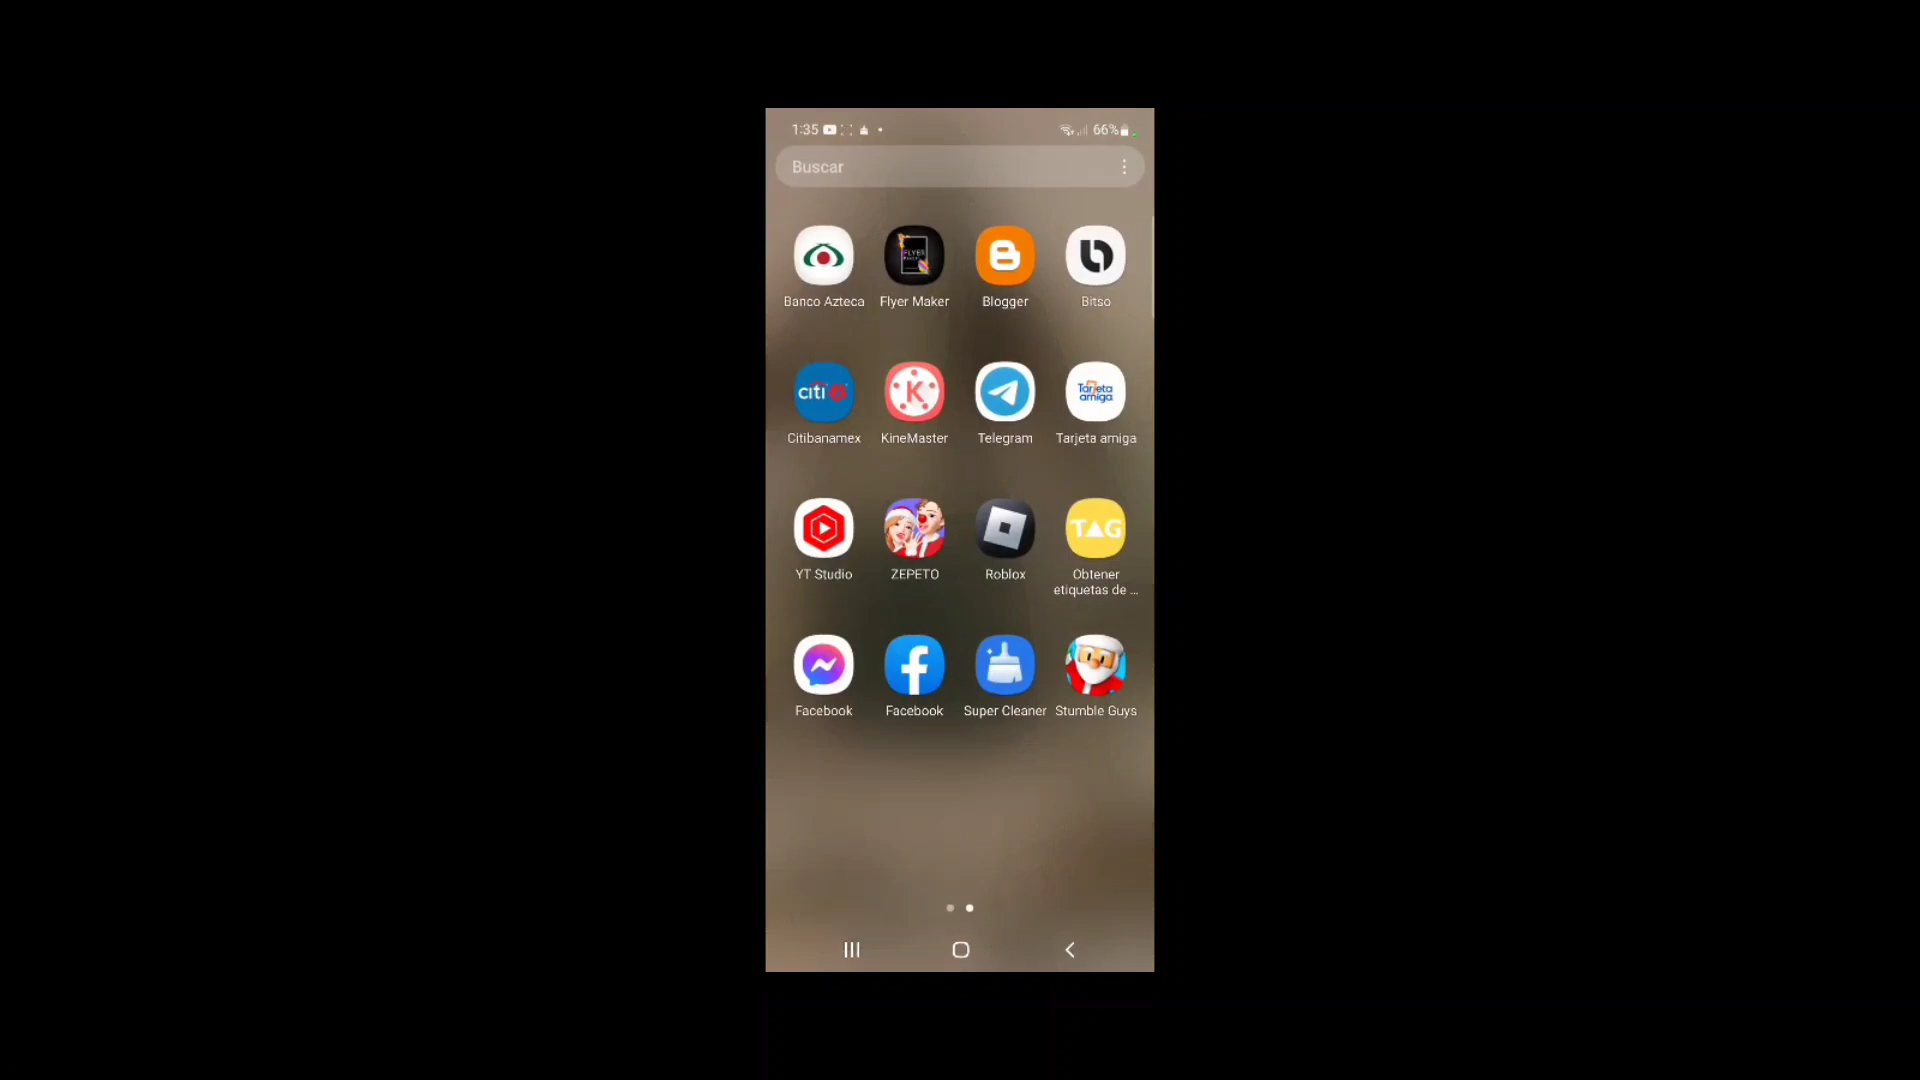 1:35
66%
Buscar
FLYER
Banco Azteca Flyer Maker Blogger Bitso
citi K Tarjeta
amiga
Citibanamex KineMaster Telegram Tarjeta amiga
TAG
YT Studio ZEPETO Roblox Obtener
etiquetas de ...
Facebook Facebook Super Cleaner Stumble Guys